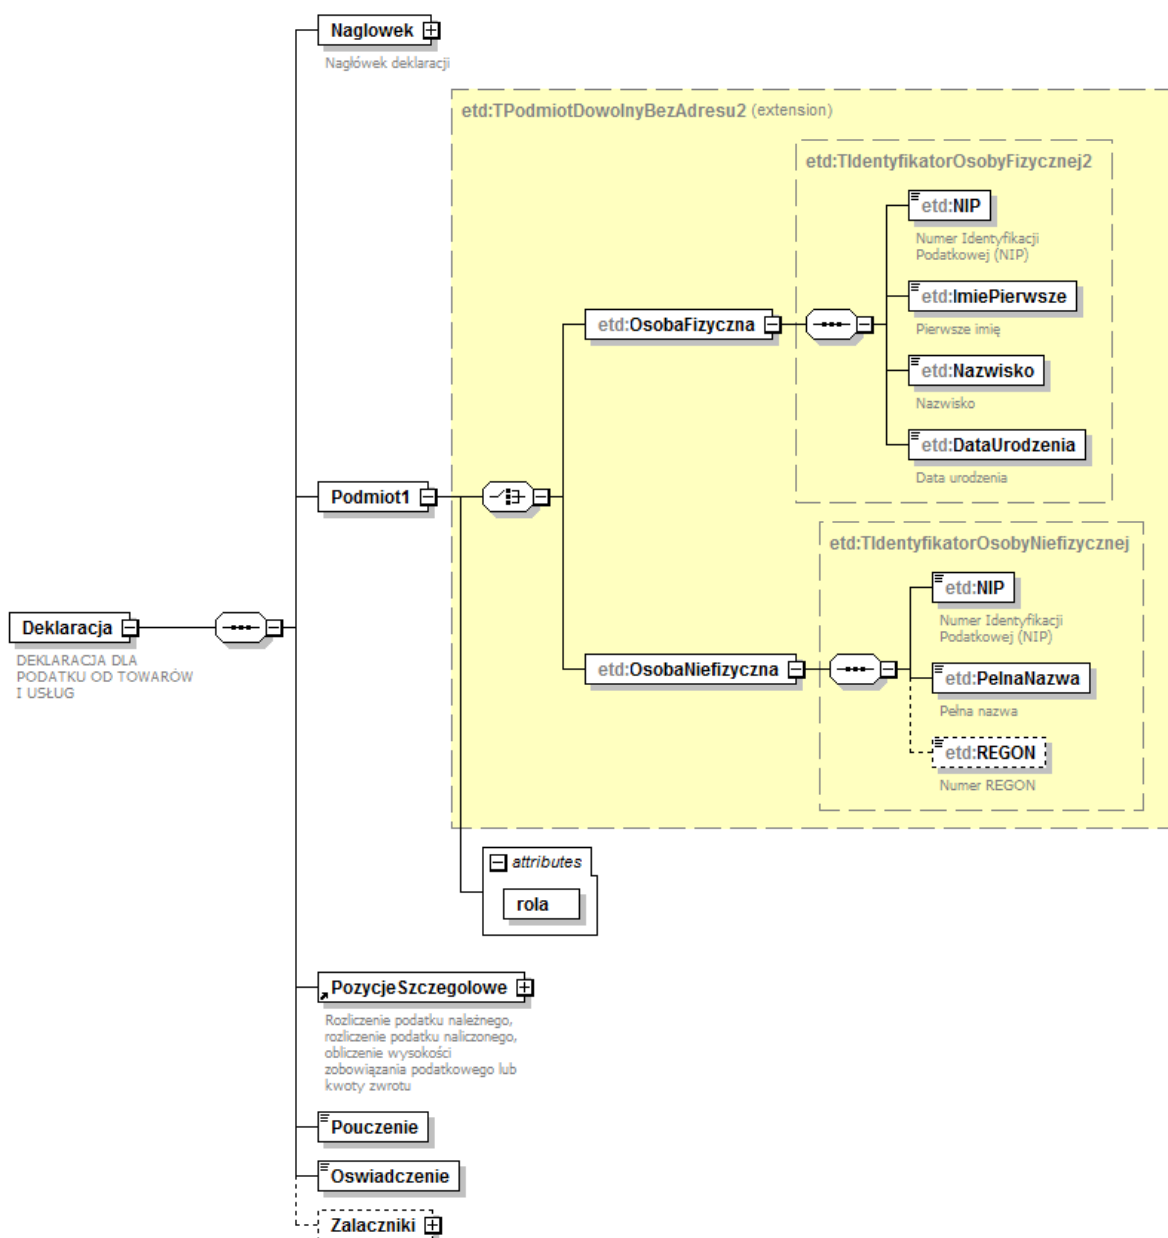 Naglowek
Nagłówek deklaracji
etd:TPodmiotDowolnyBezAdresu2 (extension)
etd:TIdentyfikatorOsobyFizycznej2
etd:NIP
Numer Identyfikacji
Podatkowej (NIP)
etd:ImiePierwsze
Pierwsze imię
etd:OsobaFizyczna
etd:Nazwisko
Nazwisko
etd:DataUrodzenia
Data urodzenia
Podmiot1
etd:TIdentyfikatorOsobyNiefizycznej
etd:NIP
Numer Identyfikacji
Podatkowej (NIP)
Deklaracja
DEKLARACJA DLA
PODATKU OD TOWARÓW
I USŁUG
etd:OsobaNiefizyczna
etd:PelnaNazwa
Pełna nazwa
etd:REGON
Numer REGON
attributes
rola
PozycjeSzczegolowe
Rozliczenie podatku należnego,
rozliczenie podatku naliczonego,
obliczenie wysokości
zobowiązania podatkowego lub
kwoty zwrotu
Pouczenie
Oswiadczenie
Zalaczniki